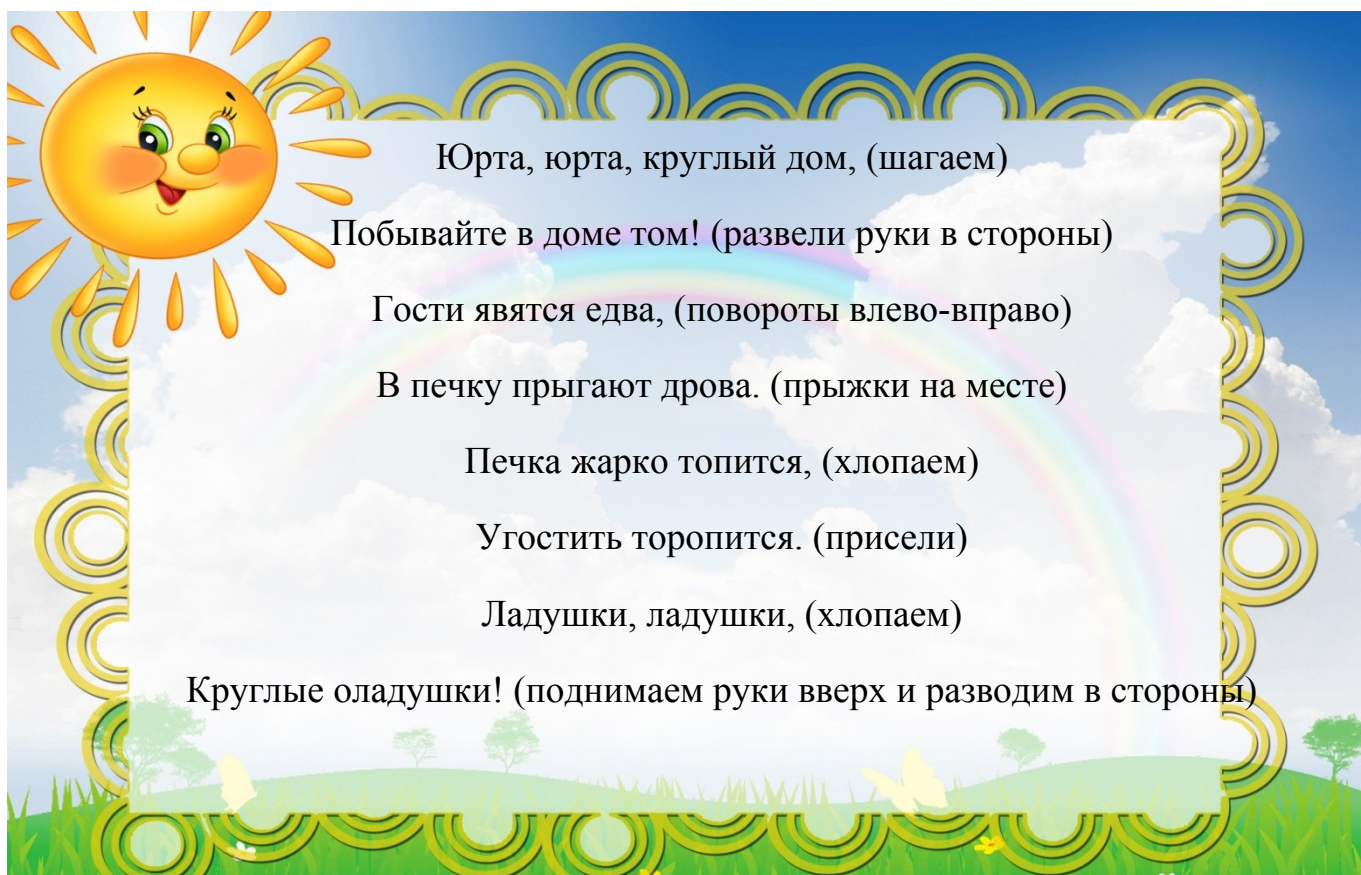 Юрта, юрта, круглый дом, (шагаем)
Побывайте в доме том! (развели руки в стороны)
Гости явятся едва, (повороты влево-вправо)
В печку прыгают дрова. (прыжки на месте)
Печка жарко топится, (хлопаем)
Угостить торопится. (присели)
Ладушки, ладушки, (хлопаем)
Круглые оладушки! (поднимаем руки вверх и разводим в стороны)